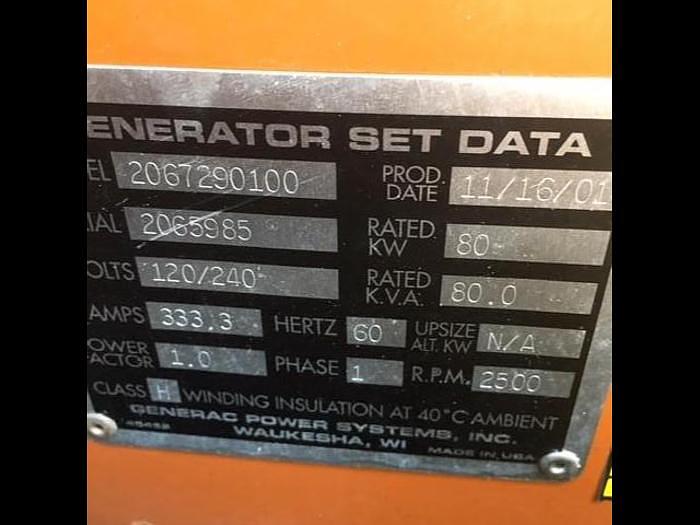 ENERATOR SET DATA
EL 2067290100 PROD. DATE 11/16/01
IAL 2065985 RATED KW 80
OLTS 120/240 RATED K.V.A. 80.0
AMPS 333.3 HERTZ 60 UPSIZE ALT. KW N/A
OWER ACTOR 1.0 PHASE 1 R.P.M. 2500
CLASS H WINDING INSULATION AT 40°C AMBIENT
GENERAC POWER SYSTEMS, INC.
WAUKESHA, WI
MADE IN USA